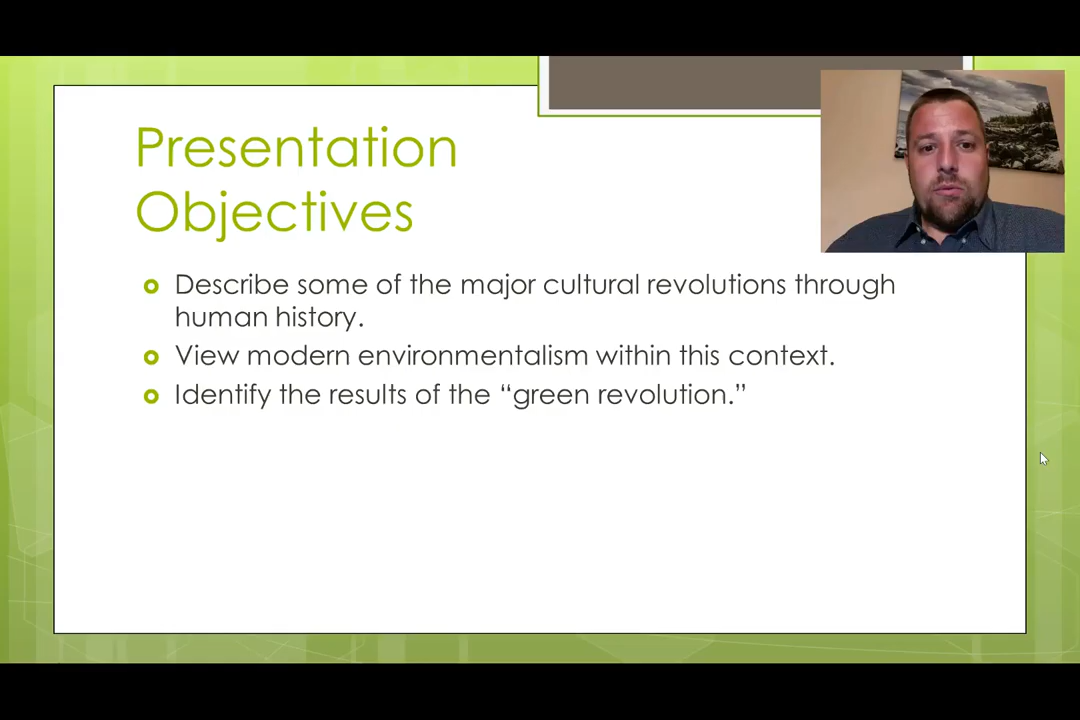 Presentation
Objectives
Describe some of the major cultural revolutions through
human history.
View modern environmentalism within this context.
Identify the results of the “green revolution.”